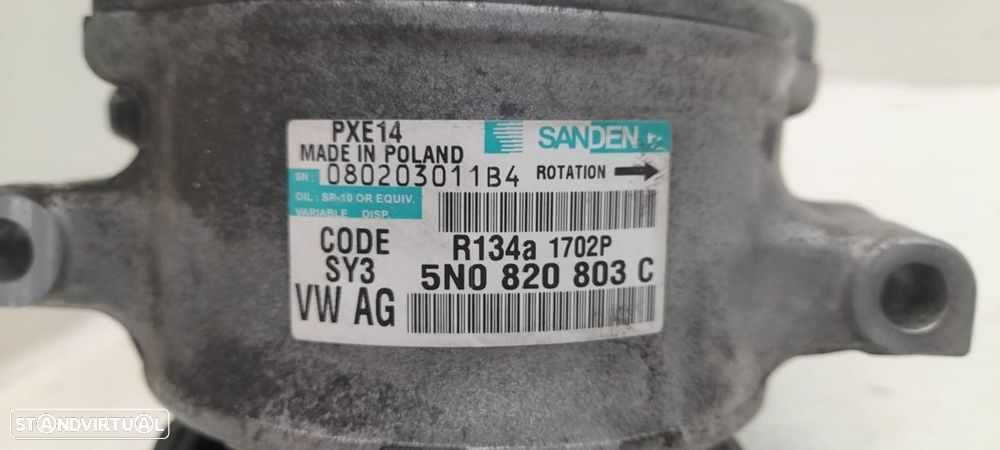 PXE14
SANDEN
MADE IN POLAND
SN: 080203011B4 ROTATION
OIL: SP-10 OR EQUIV.
VARIABLE DISP.
CODE R134a 1702P
SY3 5N0 820 803 C
VW AG
STANDVIRTUAL